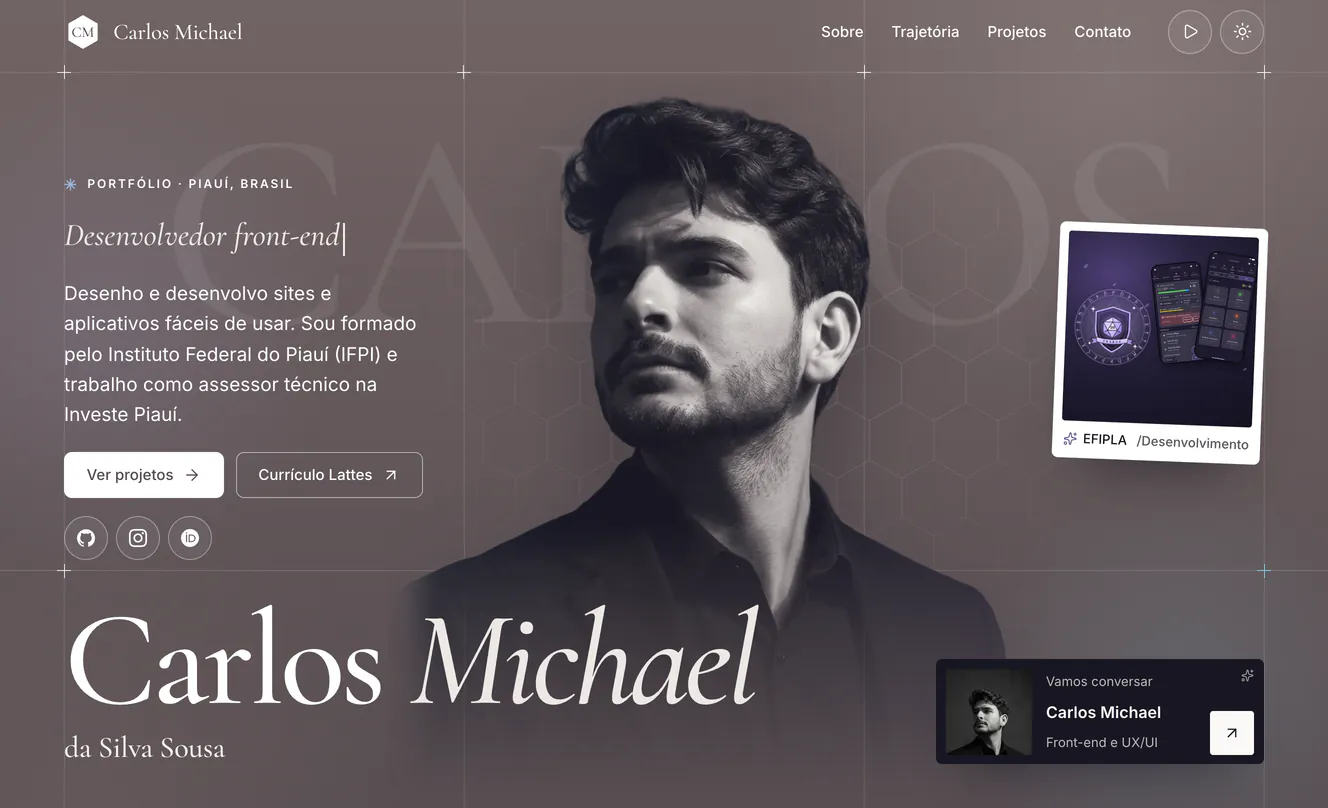 CM Carlos Michael
Sobre Trajetória Projetos Contato
CARLOS
PORTFÓLIO · PIAUÍ, BRASIL
Desenvolvedor front-end
Desenho e desenvolvo sites e
aplicativos fáceis de usar. Sou formado
pelo Instituto Federal do Piauí (IFPI) e
trabalho como assessor técnico na
Investe Piauí.
Ver projetos
Currículo Lattes
iD
EFIPLA /Desenvolvimento
Carlos Michael
da Silva Sousa
Vamos conversar
Carlos Michael
Front-end e UX/UI